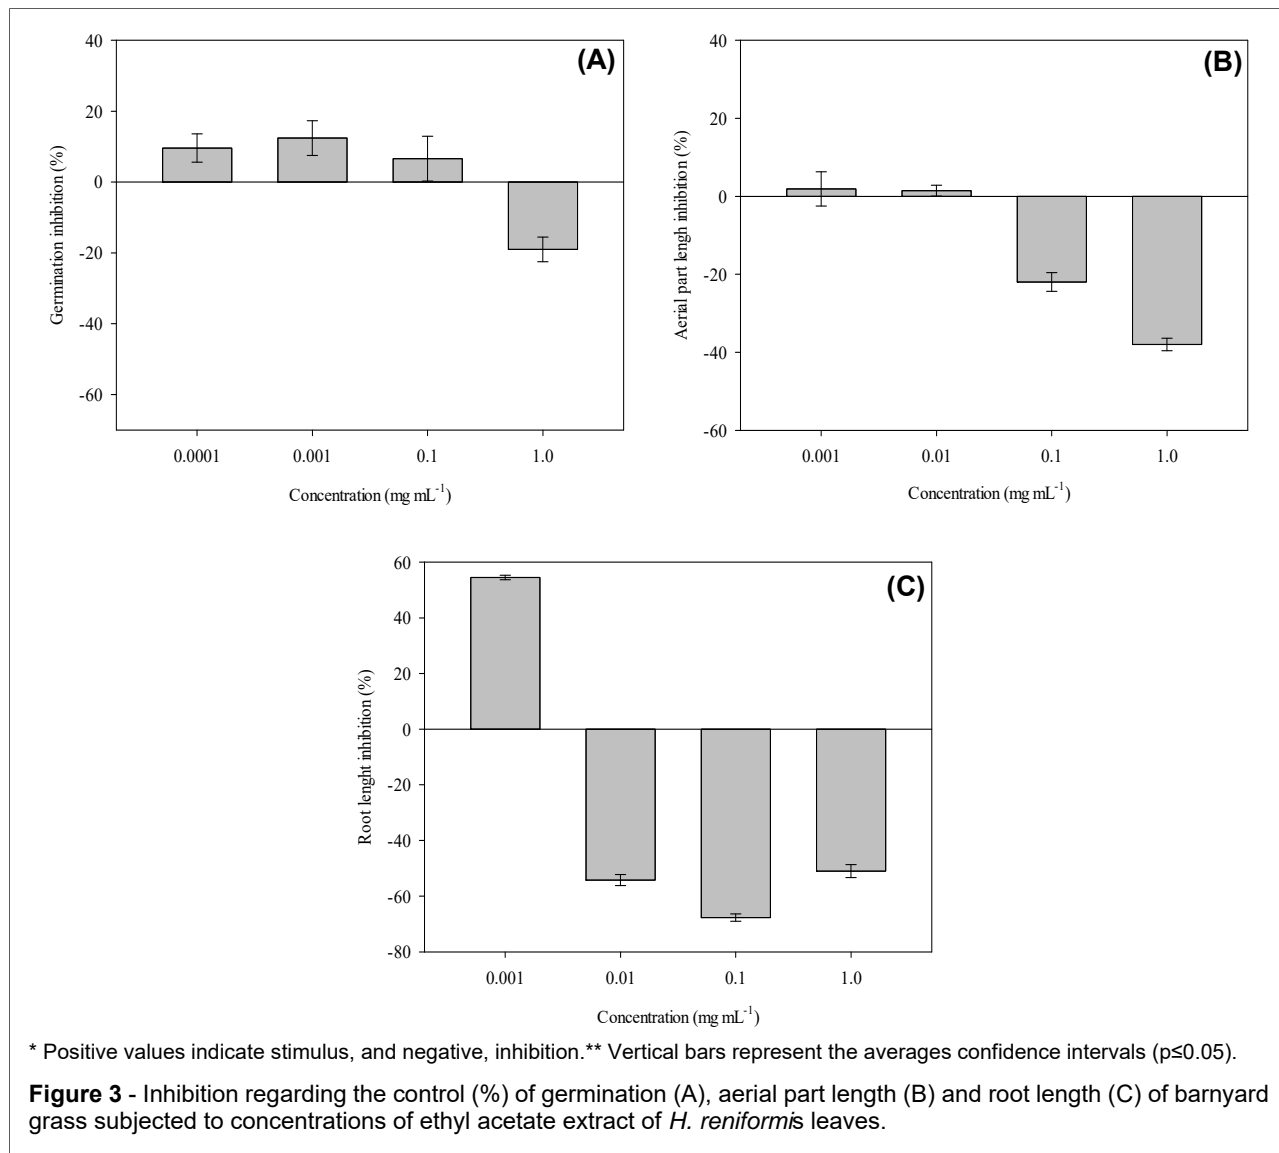 (A)
40
20
0
-20
-40
-60
Germination inhibition (%)
0.0001 0.001 0.1 1.0
Concentration (mg mL-1)
(B)
40
20
0
-20
-40
-60
Aerial part lengh inhibition (%)
0.001 0.01 0.1 1.0
Concentration (mg mL-1)
(C)
60
40
20
0
-20
-40
-60
-80
Root lenght inhibition (%)
0.001 0.01 0.1 1.0
Concentration (mg mL-1)
* Positive values indicate stimulus, and negative, inhibition.** Vertical bars represent the averages confidence intervals (p≤0.05).
Figure 3 - Inhibition regarding the control (%) of germination (A), aerial part length (B) and root length (C) of barnyard
grass subjected to concentrations of ethyl acetate extract of H. reniformis leaves.